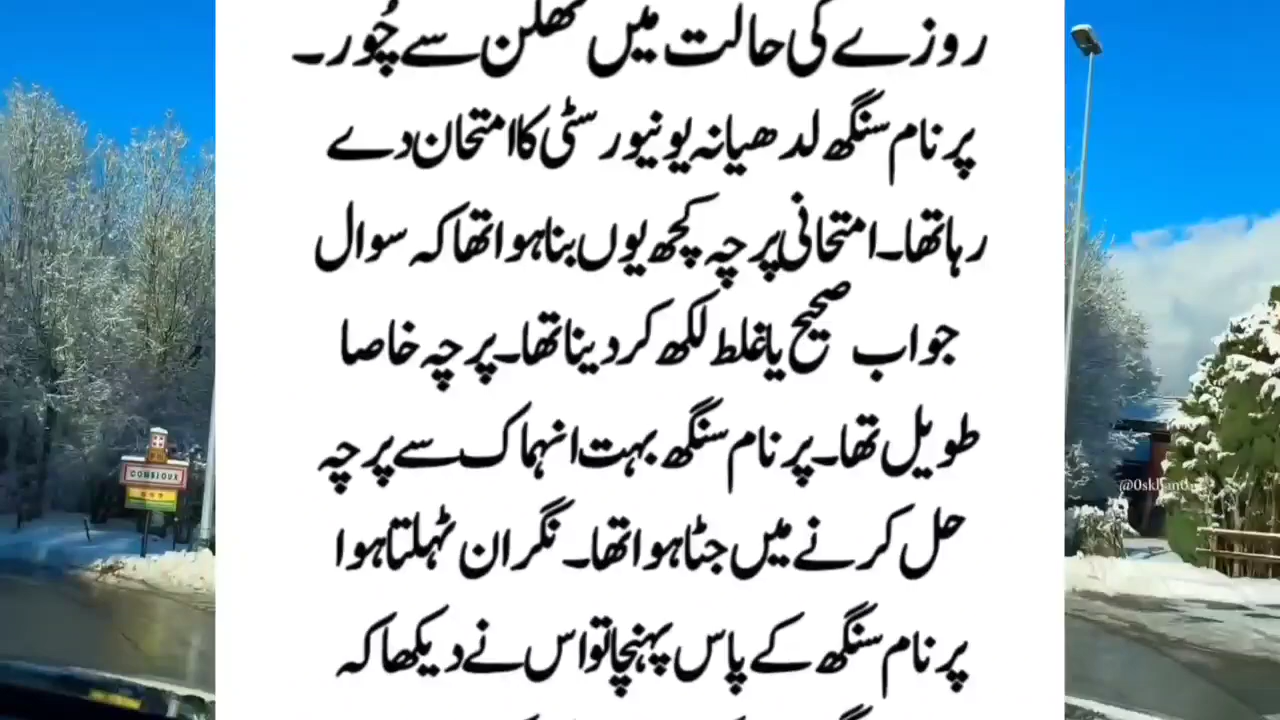 روزے کی حالت میں تھکن سے چُور۔
پرنام سنگھ لدھیانہ یونیورسٹی کا امتحان دے
رہا تھا۔ امتحانی پرچہ کچھ یوں بنا ہوا تھا کہ سوال
جواب صحیح یا غلط لکھ کر دینا تھا۔ پرچہ خاصا
طویل تھا۔ پرنام سنگھ بہت انہماک سے پرچہ
حل کرنے میں جٹا ہوا تھا۔ نگران ٹہلتا ہوا
پرنام سنگھ کے پاس پہنچا تو اس نے دیکھا کہ
COMBLOUX